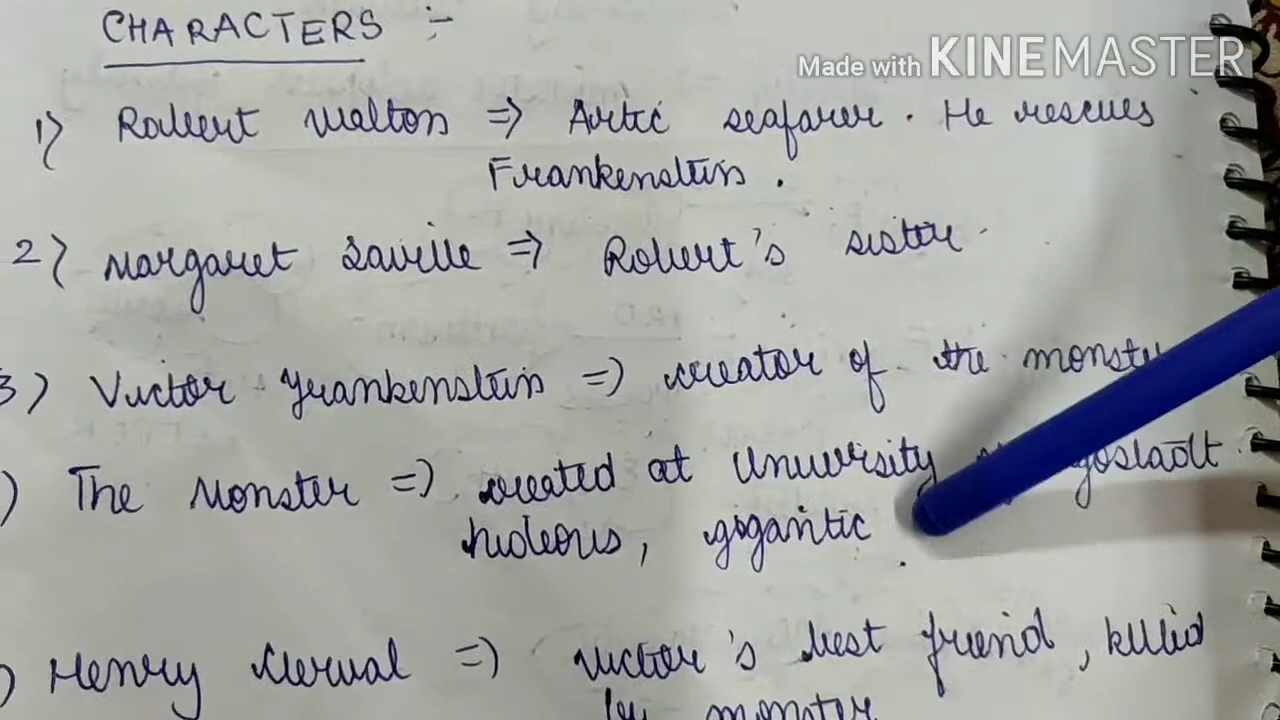 CHARACTERS :-
Made with KINEMASTER
1) Robert Walton => Artic seafarer. He rescues
Frankenstein.
2) Margaret Saville => Robert's sister.
3) Victor Frankenstein => creator of the
) The Monster => created at University
hideous, gigantic.
) Henry Clerval => Victor's best friend, killed
by monster